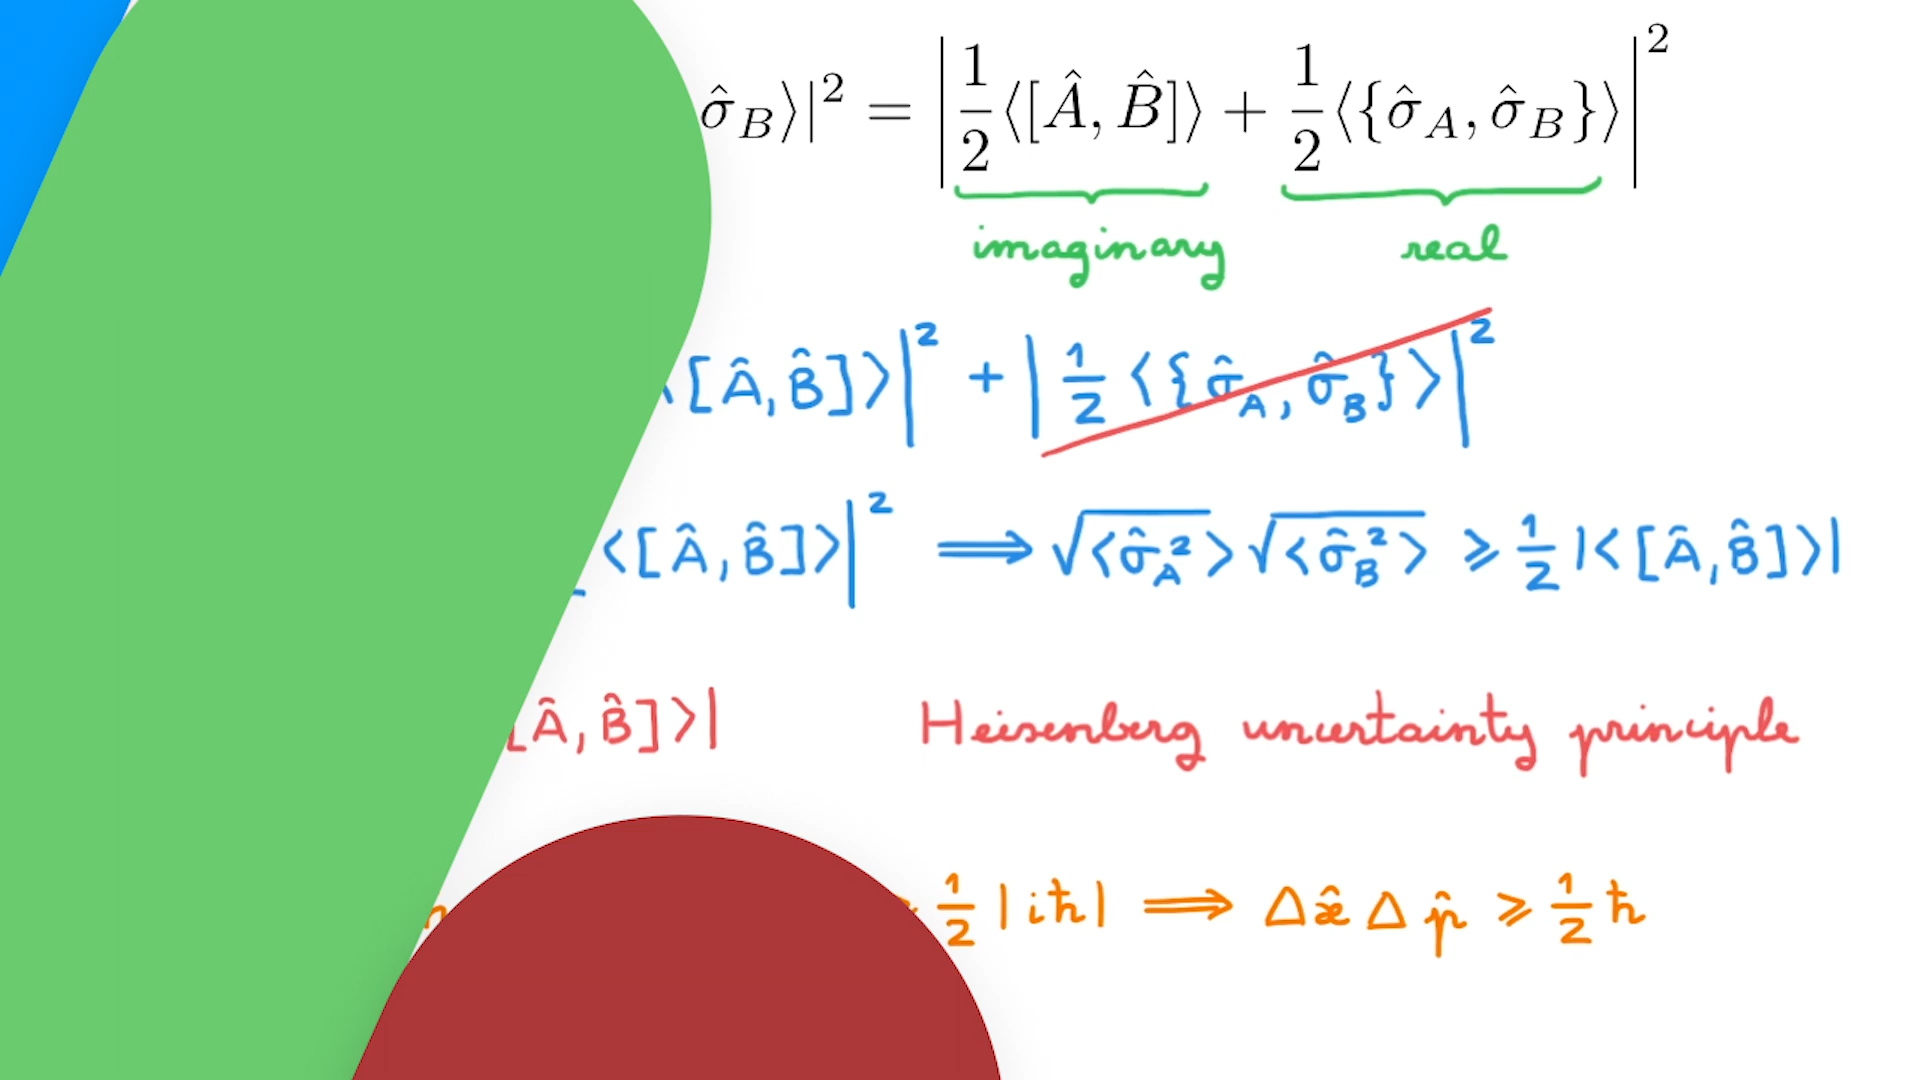 σ̂_B⟩|² = |½⟨[Â, B̂]⟩ + ½⟨{σ̂_A, σ̂_B}⟩|²
imaginary real
⟨[Â, B̂]⟩|² + |½⟨{σ̂_A, σ̂_B}⟩|²
⟨[Â, B̂]⟩|² ⟹ √⟨σ̂_A²⟩ √⟨σ̂_B²⟩ ⩾ ½|⟨[Â, B̂]⟩|
[Â, B̂]⟩| Heisenberg uncertainty principle
½|iħ| ⟹ Δx̂ Δp̂ ⩾ ½ħ